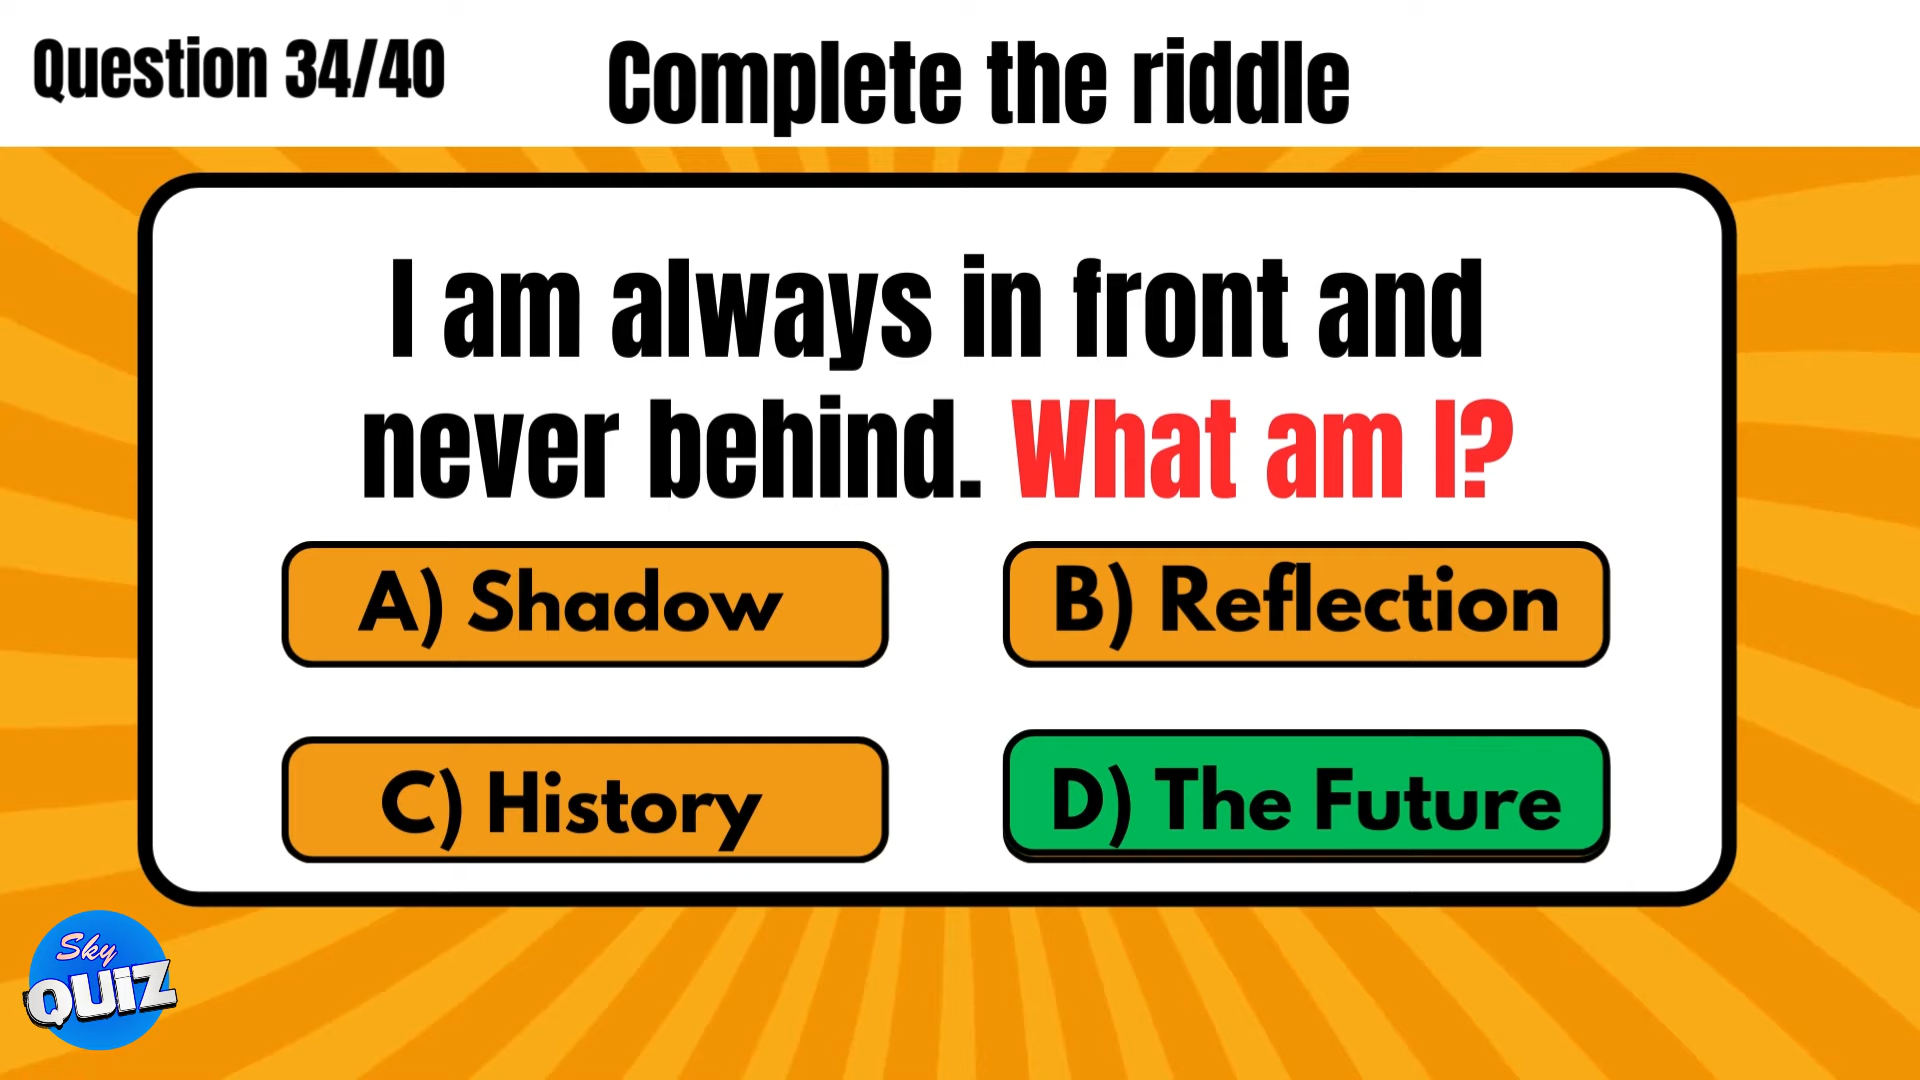 Question 34/40
Complete the riddle
I am always in front and
never behind. What am I?
A) Shadow
B) Reflection
C) History
D) The Future
Sky
QUIZ